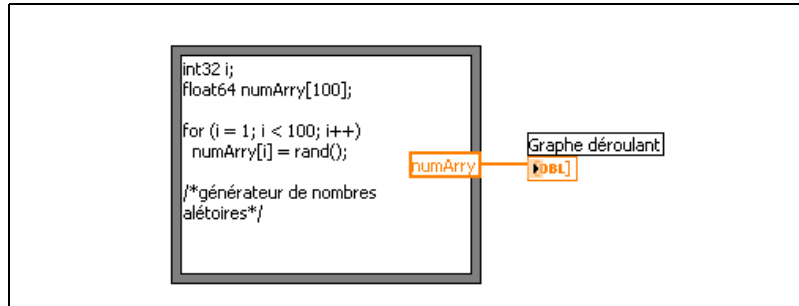 int32 i;
float64 numArry[100];
for (i = 1; i < 100; i++)
numArry[i] = rand();
/*générateur de nombres
alétoires*/
numArry
Graphe déroulant
DBL